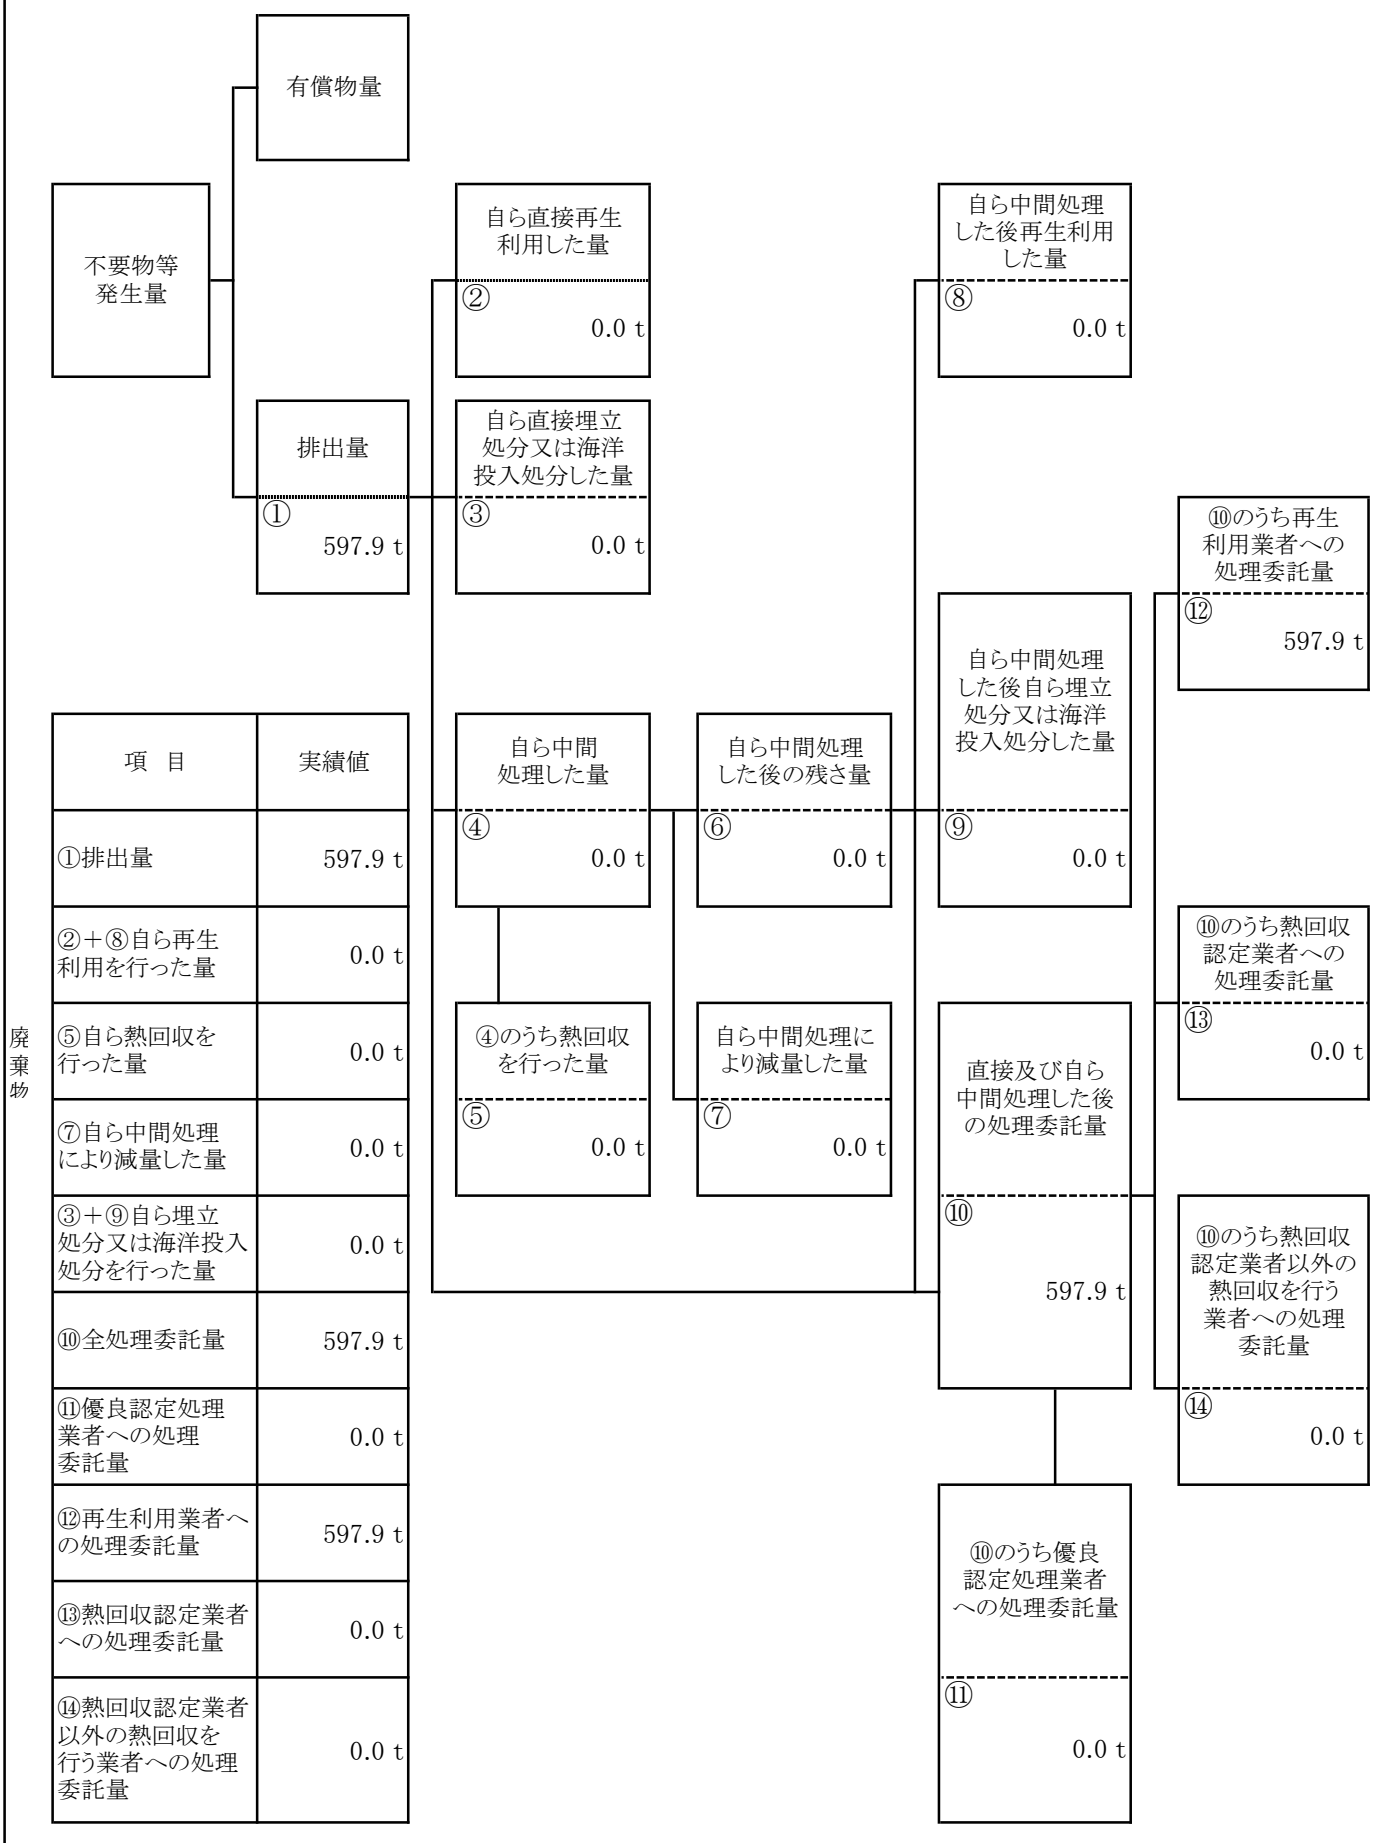 有償物量
不要物等
発生量
自ら直接再生
利用した量
②
0.0 t
自ら中間処理
した後再生利用
した量
⑧
0.0 t
排出量
①
597.9 t
自ら直接埋立
処分又は海洋
投入処分した量
③
0.0 t
⑩のうち再生
利用業者への
処理委託量
⑫
597.9 t
自ら中間処理
した後自ら埋立
処分又は海洋
投入処分した量
⑨
0.0 t
自ら中間
処理した量
④
0.0 t
自ら中間処理
した後の残さ量
⑥
0.0 t
⑩のうち熱回収
認定業者への
処理委託量
⑬
0.0 t
④のうち熱回収
を行った量
⑤
0.0 t
自ら中間処理に
より減量した量
⑦
0.0 t
直接及び自ら
中間処理した後
の処理委託量
⑩
597.9 t
⑩のうち熱回収
認定業者以外の
熱回収を行う
業者への処理
委託量
⑭
0.0 t
⑩のうち優良
認定処理業者
への処理委託量
⑪
0.0 t
廃棄物
項 目
実績値
①排出量
597.9 t
②+⑧自ら再生
利用を行った量
0.0 t
⑤自ら熱回収を
行った量
0.0 t
⑦自ら中間処理
により減量した量
0.0 t
③+⑨自ら埋立
処分又は海洋投入
処分を行った量
0.0 t
⑩全処理委託量
597.9 t
⑪優良認定処理
業者への処理
委託量
0.0 t
⑫再生利用業者へ
の処理委託量
597.9 t
⑬熱回収認定業者
への処理委託量
0.0 t
⑭熱回収認定業者
以外の熱回収を
行う業者への処理
委託量
0.0 t